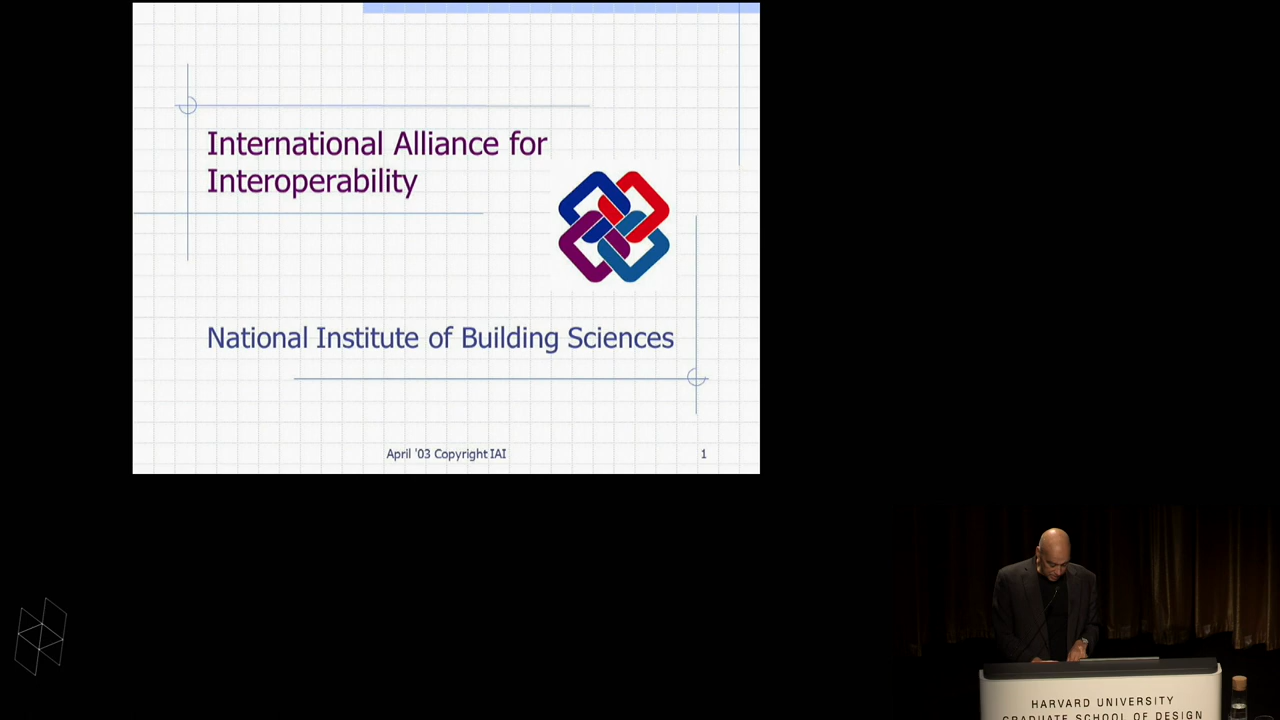 International Alliance for
Interoperability
National Institute of Building Sciences
April '03 Copyright IAI
1
HARVARD UNIVERSITY
GRADUATE SCHOOL OF DESIGN